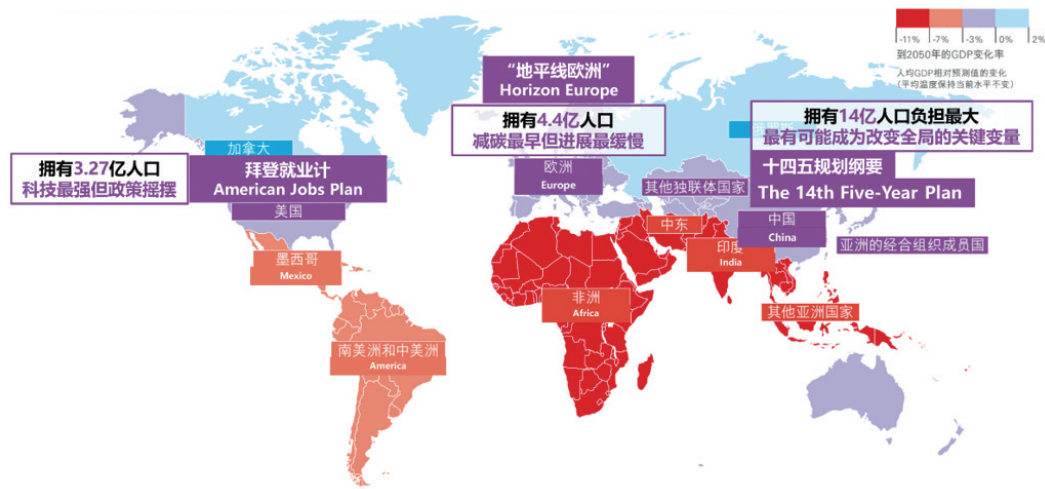 -11%
-7%
-3%
0%
2%
到2050年的GDP变化率
人均GDP相对预测值的变化
(平均温度保持当前水平不变)
“地平线欧洲”
Horizon Europe
拥有4.4亿人口
减碳最早但进展最缓慢
拥有14亿人口负担最大
最有可能成为改变全局的关键变量
加拿大
拥有3.27亿人口
科技最强但政策摇摆
拜登就业计
American Jobs Plan
美国
欧洲
Europe
其他独联体国家
十四五规划纲要
The 14th Five-Year Plan
中国
China
中东
印度
India
亚洲的经合组织成员国
墨西哥
Mexico
非洲
Africa
其他亚洲国家
南美洲和中美洲
America